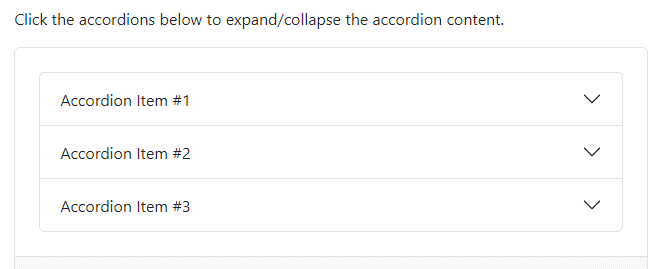 Click the accordions below to expand/collapse the accordion content.
Accordion Item #1
Accordion Item #2
Accordion Item #3